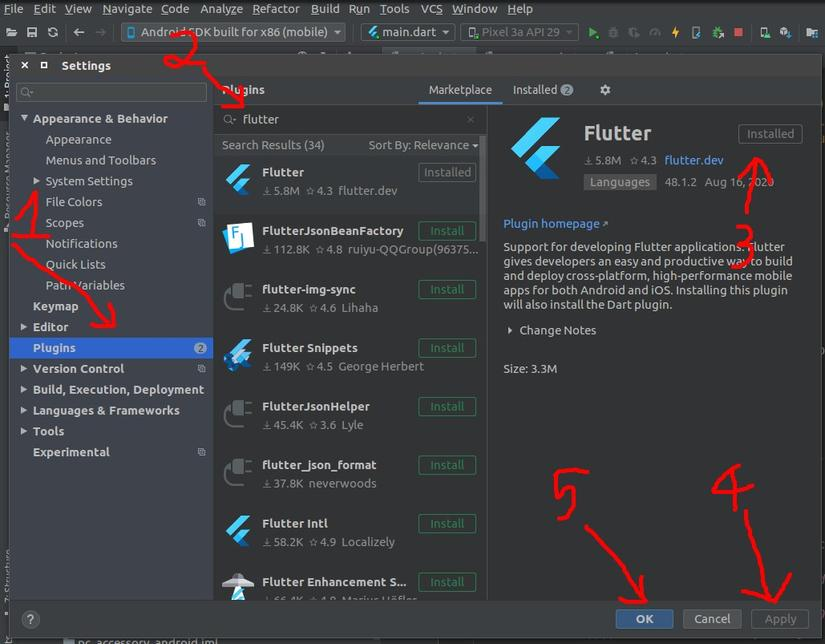 File Edit View Navigate Code Analyze Refactor Build Run Tools VCS Window Help
Android SDK built for x86 (mobile) main.dart Pixel 3a API 29
Settings
2
Plugins Marketplace Installed 2
flutter
Search Results (34) Sort By: Relevance
Appearance & Behavior
Appearance
Menus and Toolbars
System Settings
File Colors
Scopes
Notifications
Quick Lists
Path Variables
Keymap
Editor
Plugins 2
Version Control
Build, Execution, Deployment
Languages & Frameworks
Tools
Experimental
1
Flutter Installed
5.8M 4.3 flutter.dev
FlutterJsonBeanFactory Install
112.8K 4.8 ruiyu-QQGroup(96375...
flutter-img-sync Install
24.8K 4.6 Lihaha
Flutter Snippets Install
149K 4.5 George Herbert
FlutterJsonHelper Install
45.4K 3.6 Lyle
flutter_json_format Install
37.8K neverwoods
Flutter Intl Install
58.2K 4.9 Localizely
Flutter Enhancement S... Install
66.4K 4.8
Flutter Installed
5.8M 4.3 flutter.dev
Languages 48.1.2 Aug 16, 2020
3
Plugin homepage
Support for developing Flutter applications. Flutter
gives developers an easy and productive way to build
and deploy cross-platform, high-performance mobile
apps for both Android and iOS. Installing this plugin
will also install the Dart plugin.
Change Notes
Size: 3.3M
5 4
? OK Cancel Apply